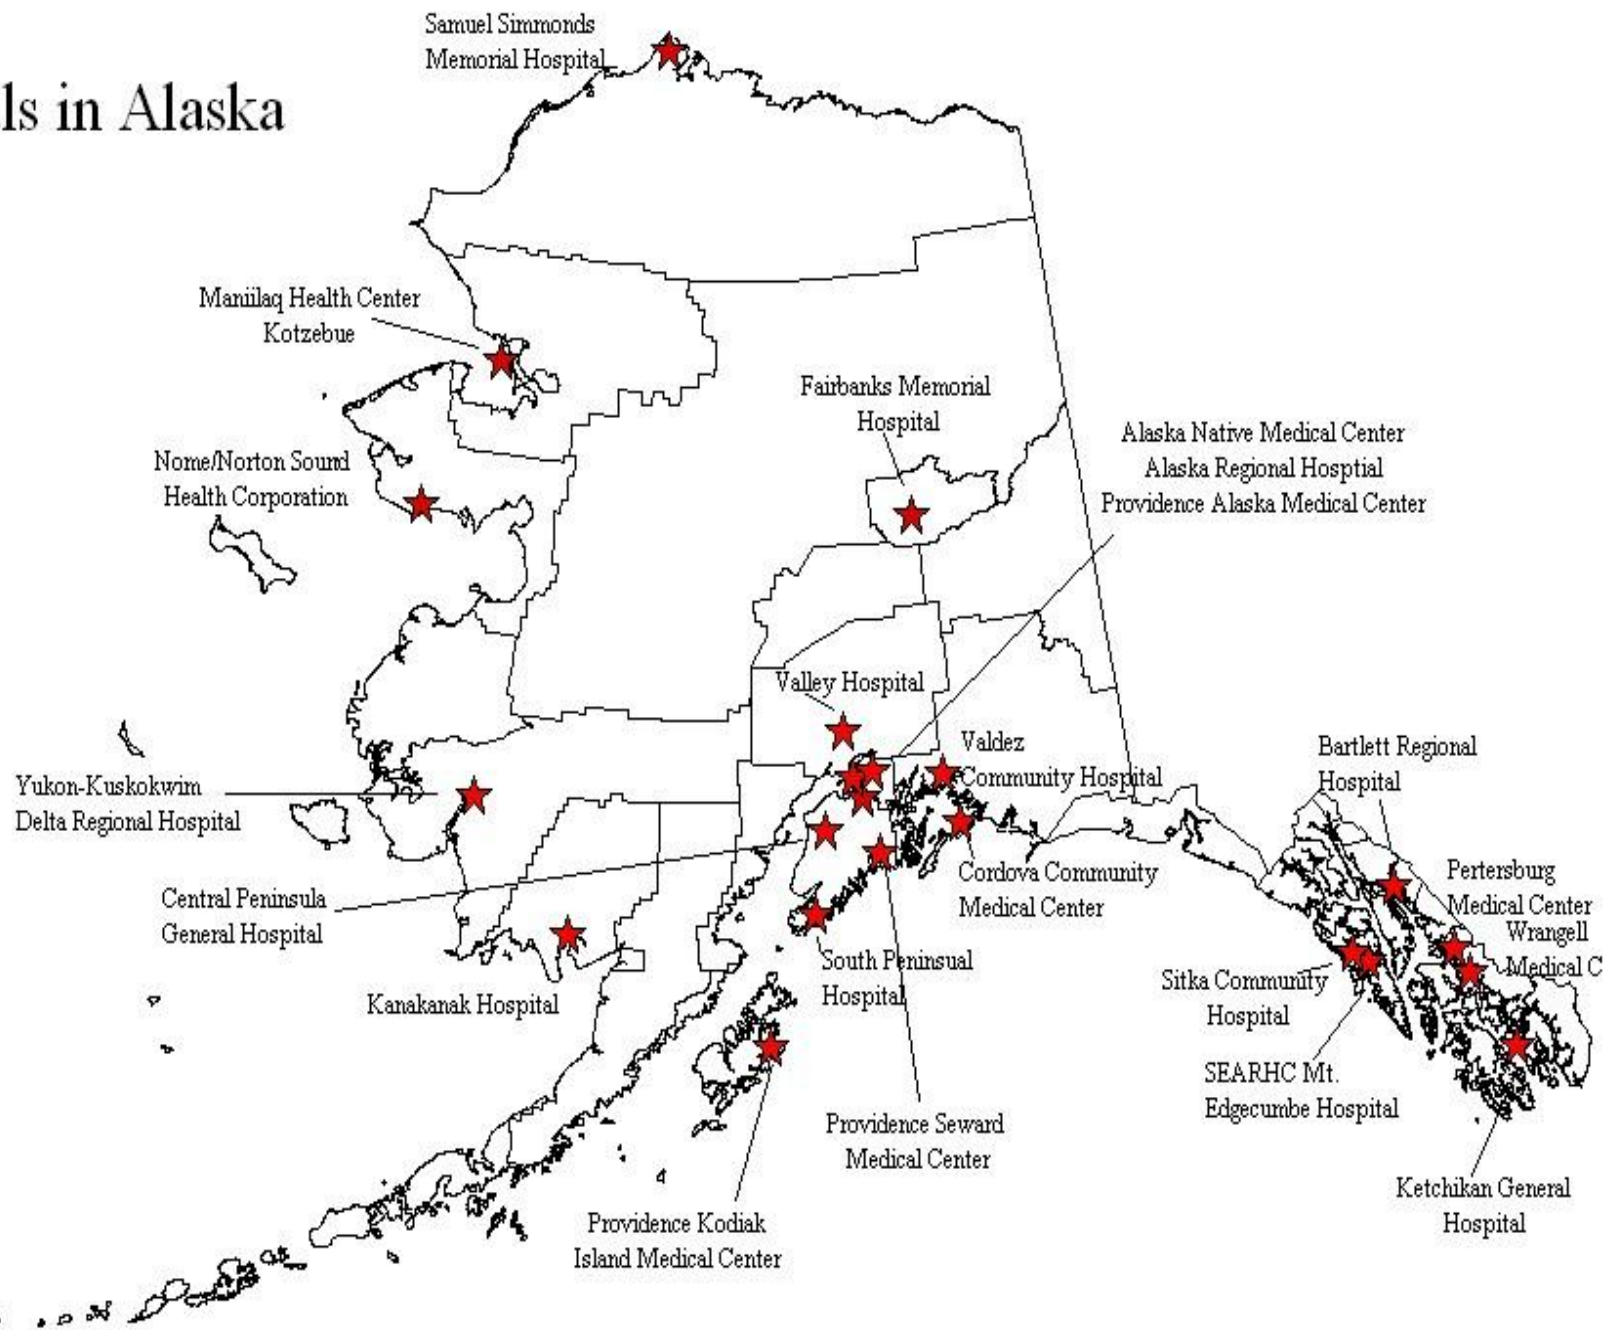 Samuel Simmonds
Memorial Hospital
ls in Alaska
Maniilaq Health Center
Kotzebue
Fairbanks Memorial
Hospital
Alaska Native Medical Center
Alaska Regional Hosptial
Providence Alaska Medical Center
Nome/Norton Sound
Health Corporation
Valley Hospital
Valdez
Community Hospital
Bartlett Regional
Hospital
Yukon-Kuskokwim
Delta Regional Hospital
Cordova Community
Medical Center
Pertersburg
Medical Center
Wrangell
Medical C
Central Peninsula
General Hospital
South Peninsual
Hospital
Sitka Community
Hospital
Kanakanak Hospital
SEARHC Mt.
Edgecumbe Hospital
Providence Seward
Medical Center
Ketchikan General
Hospital
Providence Kodiak
Island Medical Center